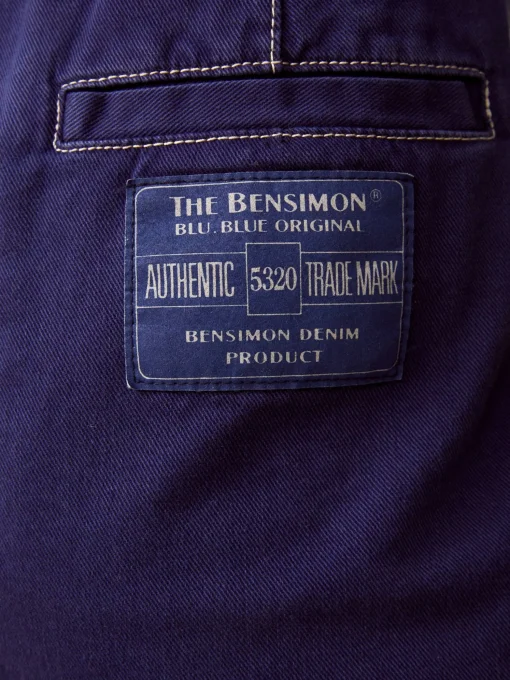 THE BENSIMON®
BLU. BLUE ORIGINAL
AUTHENTIC 5320 TRADE MARK
BENSIMON DENIM
PRODUCT